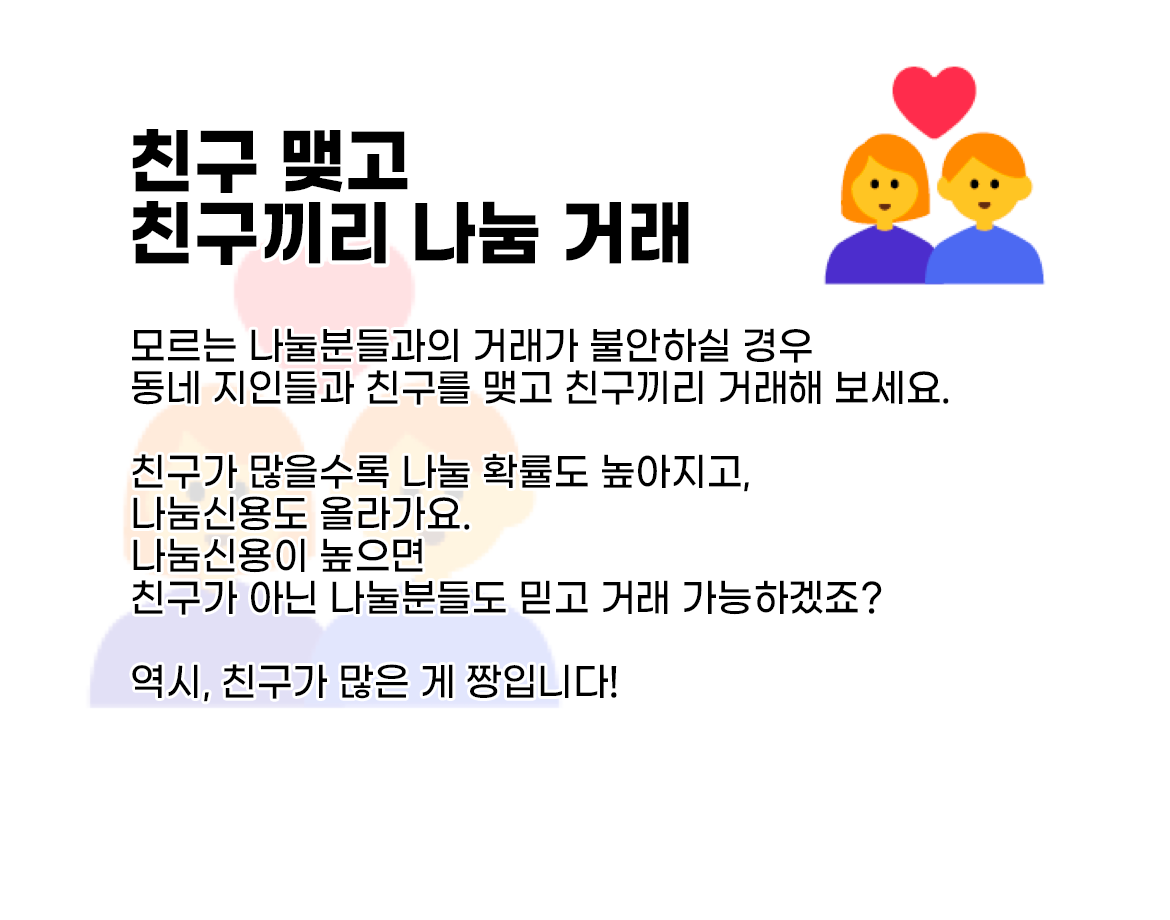 친구 맺고
친구끼리 나눔 거래
모르는 나눌분들과의 거래가 불안하실 경우
동네 지인들과 친구를 맺고 친구끼리 거래해 보세요.
친구가 많을수록 나눌 확률도 높아지고,
나눔신용도 올라가요.
나눔신용이 높으면
친구가 아닌 나눌분들도 믿고 거래 가능하겠죠?
역시, 친구가 많은 게 짱입니다!